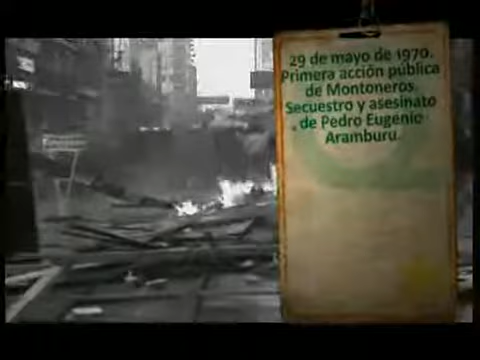 29 de mayo de 1970.
Primera acción pública
de Montoneros.
Secuestro y asesinato
de Pedro Eugenio
Aramburu.